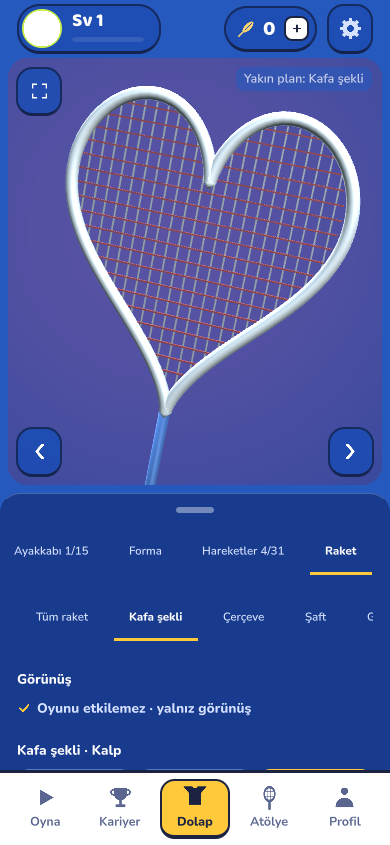 Sv 1
0
+
Yakın plan: Kafa şekli
Ayakkabı 1/15 Forma Hareketler 4/31 Raket
Tüm raket Kafa şekli Çerçeve Şaft
Görünüş
Oyunu etkilemez · yalnız görünüş
Kafa şekli · Kalp
Oyna Kariyer Dolap Atölye Profil